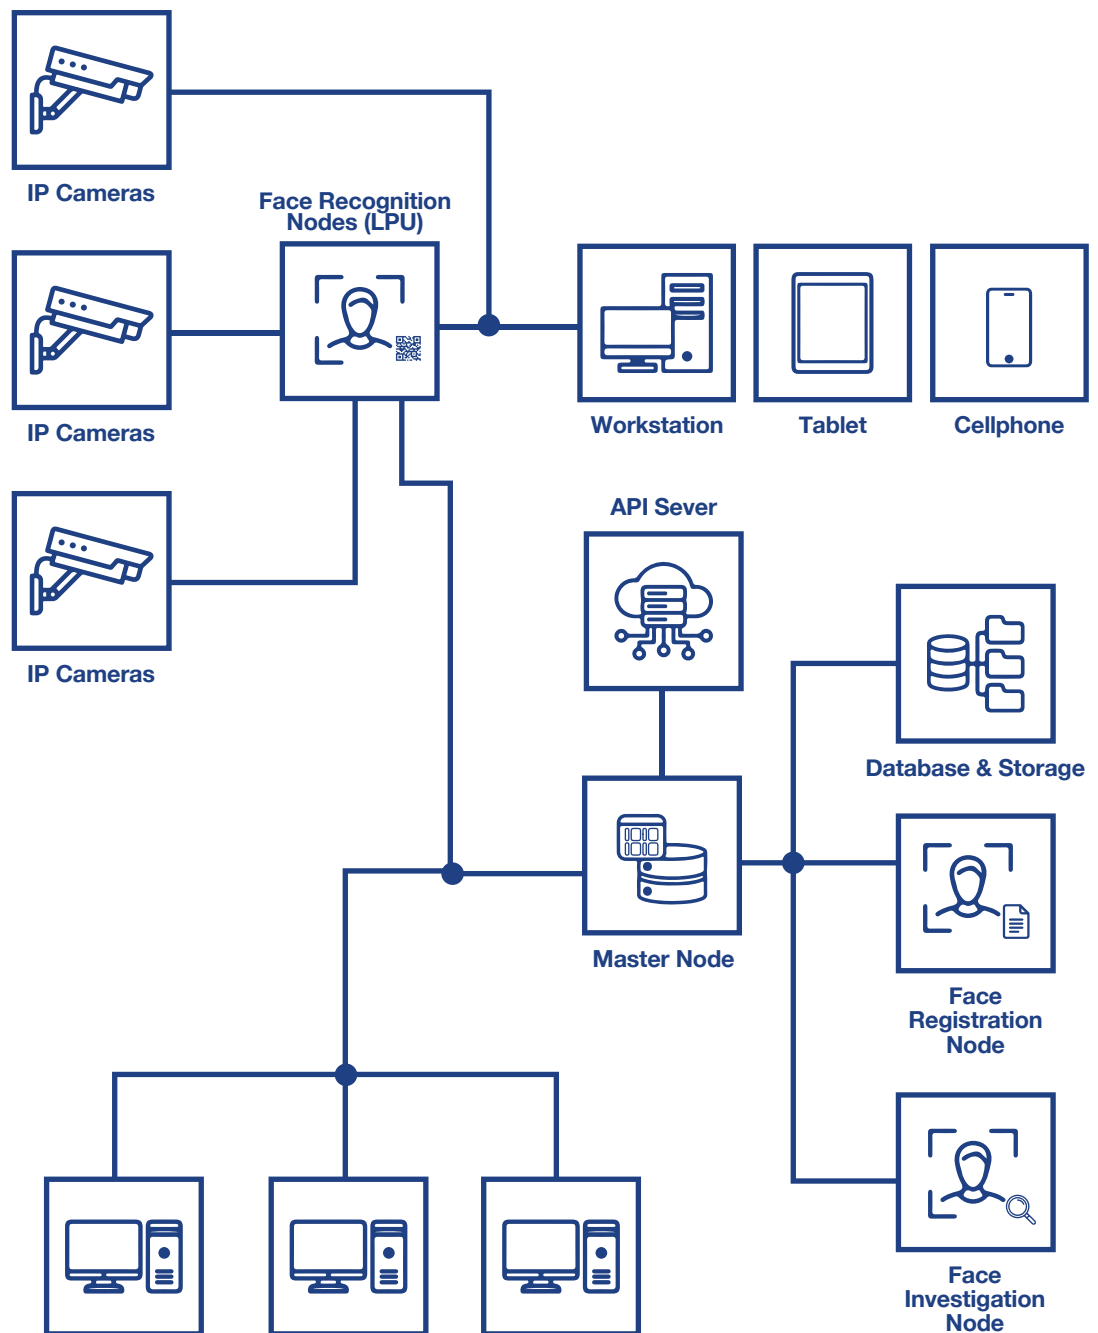 IP Cameras
Face Recognition
Nodes (LPU)
IP Cameras
Workstation
Tablet
Cellphone
IP Cameras
API Sever
Database & Storage
Master Node
Face
Registration
Node
Face
Investigation
Node